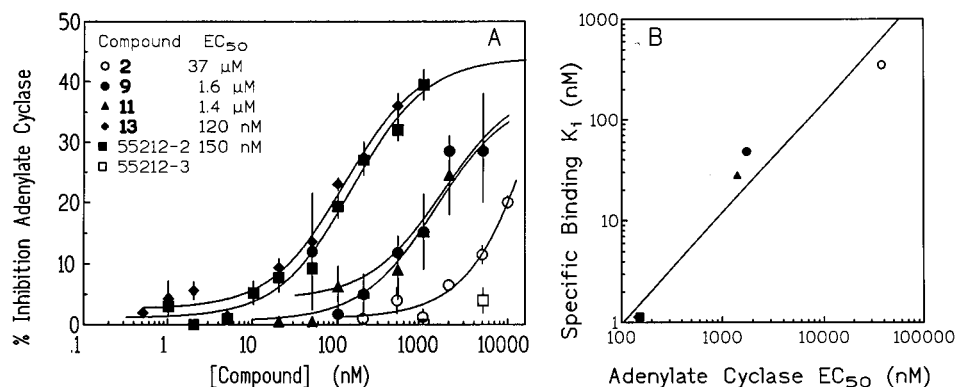 A
Compound EC50
2 37 µM
9 1.6 µM
11 1.4 µM
13 120 nM
55212-2 150 nM
55212-3
% Inhibition Adenylate Cyclase
50
40
30
20
10
0
.1 1 10 100 1000 10000
[Compound] (nM)
B
Specific Binding Ki (nM)
1000
100
10
1
100 1000 10000 100000
Adenylate Cyclase EC50 (nM)